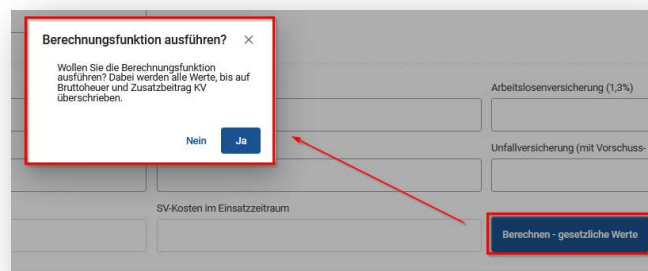 Berechnungsfunktion ausführen?
Wollen Sie die Berechnungsfunktion
ausführen? Dabei werden alle Werte, bis auf
Bruttoheuer und Zusatzbeitrag KV
überschrieben.
Nein
Ja
Arbeitslosenversicherung (1,3%)
Unfallversicherung (mit Vorschuss-
SV-Kosten im Einsatzzeitraum
Berechnen - gesetzliche Werte